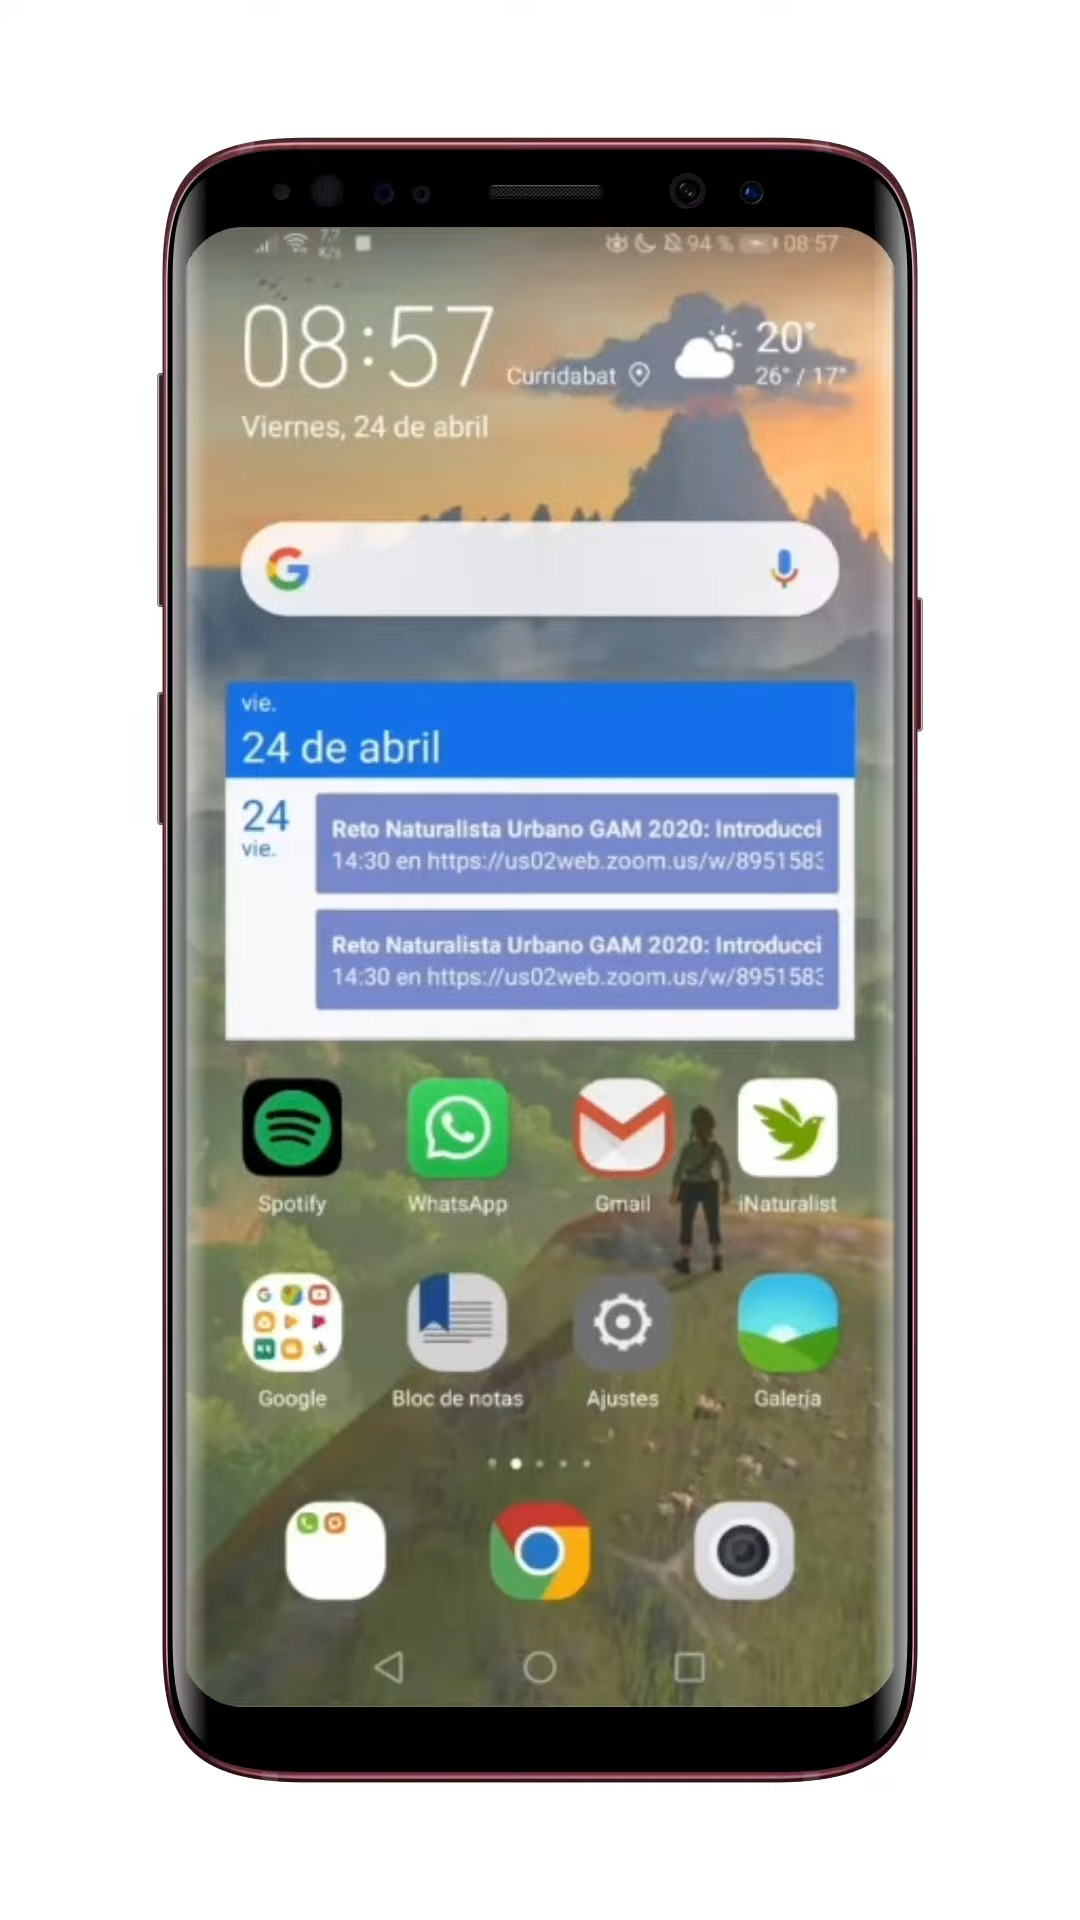 7,7
K/s
94 %
08:57
08:57
Curridabat
20°
26° / 17°
Viernes, 24 de abril
G
vie.
24 de abril
24
vie.
Reto Naturalista Urbano GAM 2020: Introducci
14:30 en https://us02web.zoom.us/w/8951583
Reto Naturalista Urbano GAM 2020: Introducci
14:30 en https://us02web.zoom.us/w/8951583
Spotify
WhatsApp
Gmail
iNaturalist
Google
Bloc de notas
Ajustes
Galería